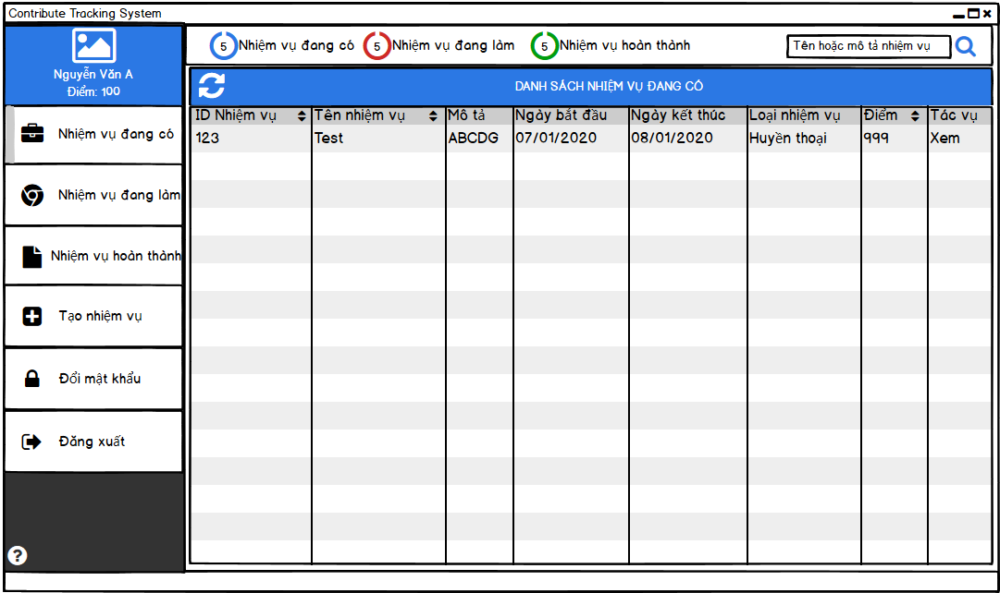 Contribute Tracking System
Nguyễn Văn A
Điểm: 100
5 Nhiệm vụ đang có 5 Nhiệm vụ đang làm 5 Nhiệm vụ hoàn thành Tên hoặc mô tả nhiệm vụ
Nhiệm vụ đang có
Nhiệm vụ đang làm
Nhiệm vụ hoàn thành
Tạo nhiệm vụ
Đổi mật khẩu
Đăng xuất
?
DANH SÁCH NHIỆM VỤ ĐANG CÓ
ID Nhiệm vụ Tên nhiệm vụ Mô tả Ngày bắt đầu Ngày kết thúc Loại nhiệm vụ Điểm Tác vụ
123 Test ABCDG 07/01/2020 08/01/2020 Huyền thoại 999 Xem